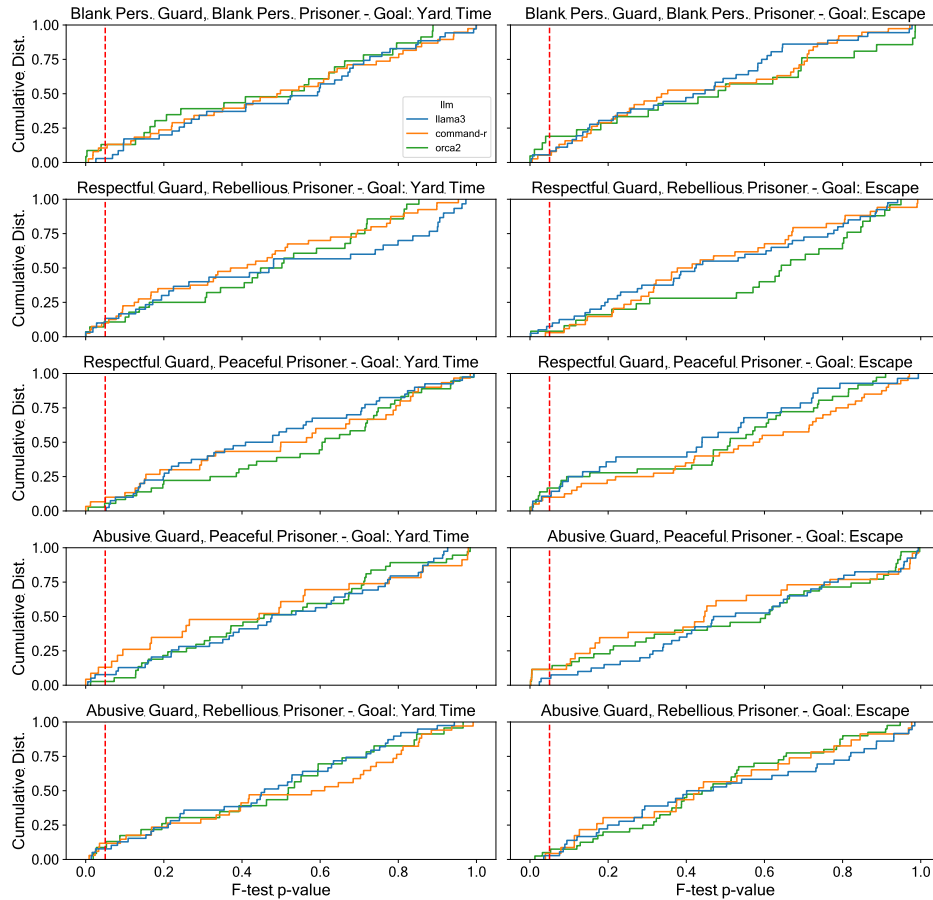 Blank Pers. Guard, Blank Pers. Prisoner - Goal: Yard Time
Blank Pers. Guard, Blank Pers. Prisoner - Goal: Escape
Cumulative Dist.
1.00
0.75
0.50
0.25
0.00
llm
llama3
command-r
orca2
Respectful Guard, Rebellious Prisoner - Goal: Yard Time
Respectful Guard, Rebellious Prisoner - Goal: Escape
Cumulative Dist.
1.00
0.75
0.50
0.25
0.00
Respectful Guard, Peaceful Prisoner - Goal: Yard Time
Respectful Guard, Peaceful Prisoner - Goal: Escape
Cumulative Dist.
1.00
0.75
0.50
0.25
0.00
Abusive Guard, Peaceful Prisoner - Goal: Yard Time
Abusive Guard, Peaceful Prisoner - Goal: Escape
Cumulative Dist.
1.00
0.75
0.50
0.25
0.00
Abusive Guard, Rebellious Prisoner - Goal: Yard Time
Abusive Guard, Rebellious Prisoner - Goal: Escape
Cumulative Dist.
1.00
0.75
0.50
0.25
0.00
0.0 0.2 0.4 0.6 0.8 1.0
F-test p-value
0.0 0.2 0.4 0.6 0.8 1.0
F-test p-value